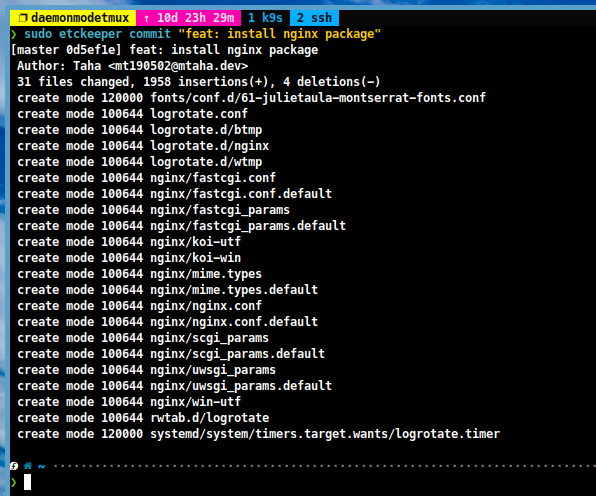 ❐ daemonmodetmux ↑ 10d 23h 29m 1 k9s 2 ssh
❯ sudo etckeeper commit "feat: install nginx package"
[master 0d5ef1e] feat: install nginx package
Author: Taha <mt190502@mtaha.dev>
31 files changed, 1958 insertions(+), 4 deletions(-)
create mode 120000 fonts/conf.d/61-julietaula-montserrat-fonts.conf
create mode 100644 logrotate.conf
create mode 100644 logrotate.d/btmp
create mode 100644 logrotate.d/nginx
create mode 100644 logrotate.d/wtmp
create mode 100644 nginx/fastcgi.conf
create mode 100644 nginx/fastcgi.conf.default
create mode 100644 nginx/fastcgi_params
create mode 100644 nginx/fastcgi_params.default
create mode 100644 nginx/koi-utf
create mode 100644 nginx/koi-win
create mode 100644 nginx/mime.types
create mode 100644 nginx/mime.types.default
create mode 100644 nginx/nginx.conf
create mode 100644 nginx/nginx.conf.default
create mode 100644 nginx/scgi_params
create mode 100644 nginx/scgi_params.default
create mode 100644 nginx/uwsgi_params
create mode 100644 nginx/uwsgi_params.default
create mode 100644 nginx/win-utf
create mode 100644 rwtab.d/logrotate
create mode 120000 systemd/system/timers.target.wants/logrotate.timer
~
❯